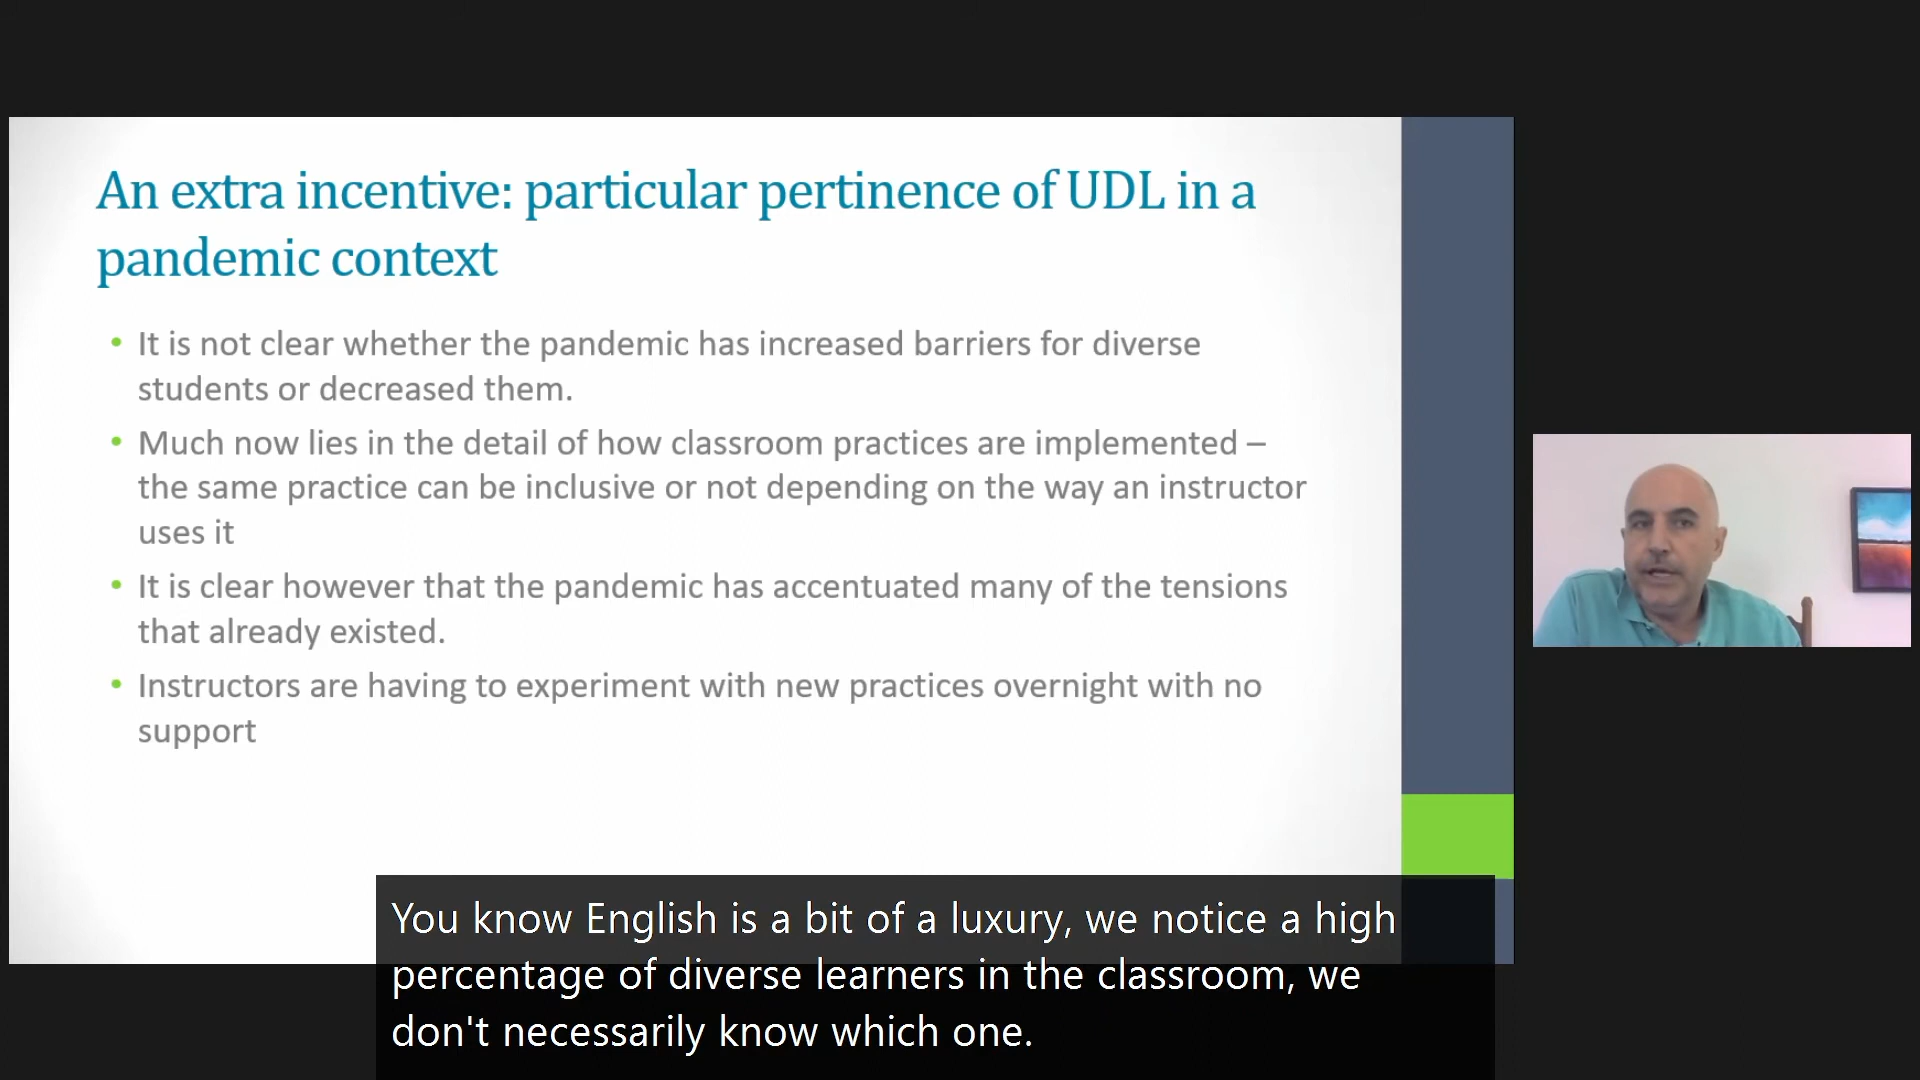 An extra incentive: particular pertinence of UDL in a
pandemic context
• It is not clear whether the pandemic has increased barriers for diverse
students or decreased them.
• Much now lies in the detail of how classroom practices are implemented –
the same practice can be inclusive or not depending on the way an instructor
uses it
• It is clear however that the pandemic has accentuated many of the tensions
that already existed.
• Instructors are having to experiment with new practices overnight with no
support
You know English is a bit of a luxury, we notice a high
percentage of diverse learners in the classroom, we
don't necessarily know which one.